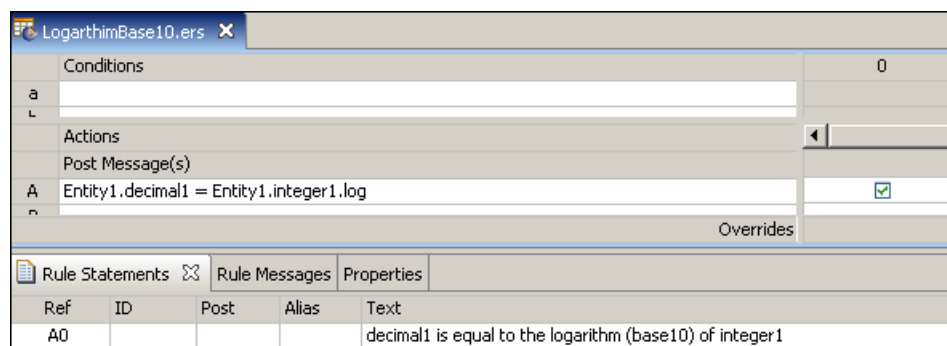 LogarthimBase10.ers
Conditions 0
a
Actions
Post Message(s)
A Entity1.decimal1 = Entity1.integer1.log
Overrides
Rule Statements Rule Messages Properties
Ref ID Post Alias Text
A0 decimal1 is equal to the logarithm (base10) of integer1